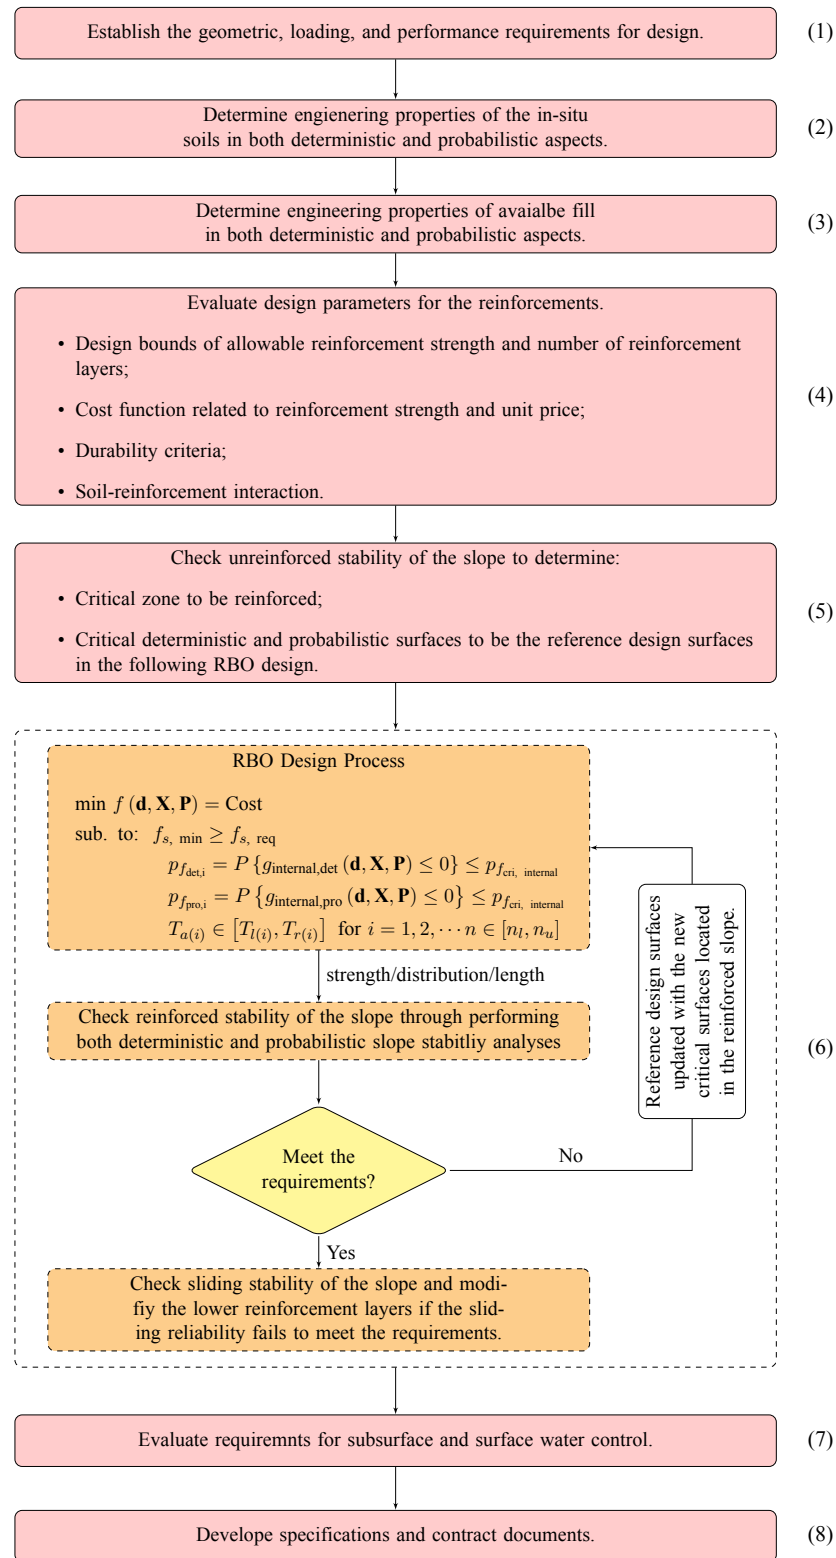 Establish the geometric, loading, and performance requirements for design.
(1)
Determine engienering properties of the in-situ
soils in both deterministic and probabilistic aspects.
(2)
Determine engineering properties of avaialbe fill
in both deterministic and probabilistic aspects.
(3)
Evaluate design parameters for the reinforcements.
• Design bounds of allowable reinforcement strength and number of reinforcement
layers;
• Cost function related to reinforcement strength and unit price;
• Durability criteria;
• Soil-reinforcement interaction.
(4)
Check unreinforced stability of the slope to determine:
• Critical zone to be reinforced;
• Critical deterministic and probabilistic surfaces to be the reference design surfaces
in the following RBO design.
(5)
RBO Design Process
min f (d, X, P) = Cost
sub. to: f_{s, min} ≥ f_{s, req}
p_{f_{det,i}} = P {g_{internal,det} (d, X, P) ≤ 0} ≤ p_{f_{cri, internal}}
p_{f_{pro,i}} = P {g_{internal,pro} (d, X, P) ≤ 0} ≤ p_{f_{cri, internal}}
T_{a(i)} ∈ [T_{l(i)}, T_{r(i)}] for i = 1, 2, ··· n ∈ [n_l, n_u]
strength/distribution/length
Check reinforced stability of the slope through performing
both deterministic and probabilistic slope stabitliy analyses
Meet the
requirements?
No
Reference design surfaces
updated with the new
critical surfaces located
in the reinforced slope.
Yes
Check sliding stability of the slope and modi-
fiy the lower reinforcement layers if the slid-
ing reliability fails to meet the requirements.
(6)
Evaluate requiremnts for subsurface and surface water control.
(7)
Develope specifications and contract documents.
(8)